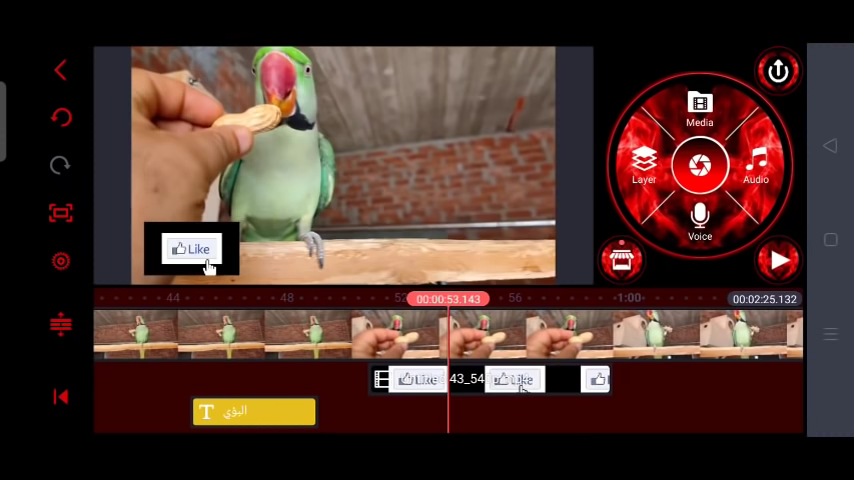 Like
Media
Layer
Audio
Voice
44
48
52
00:00:53.143
56
1:00
00:02:25.132
Like
43_54
Like
T البؤي